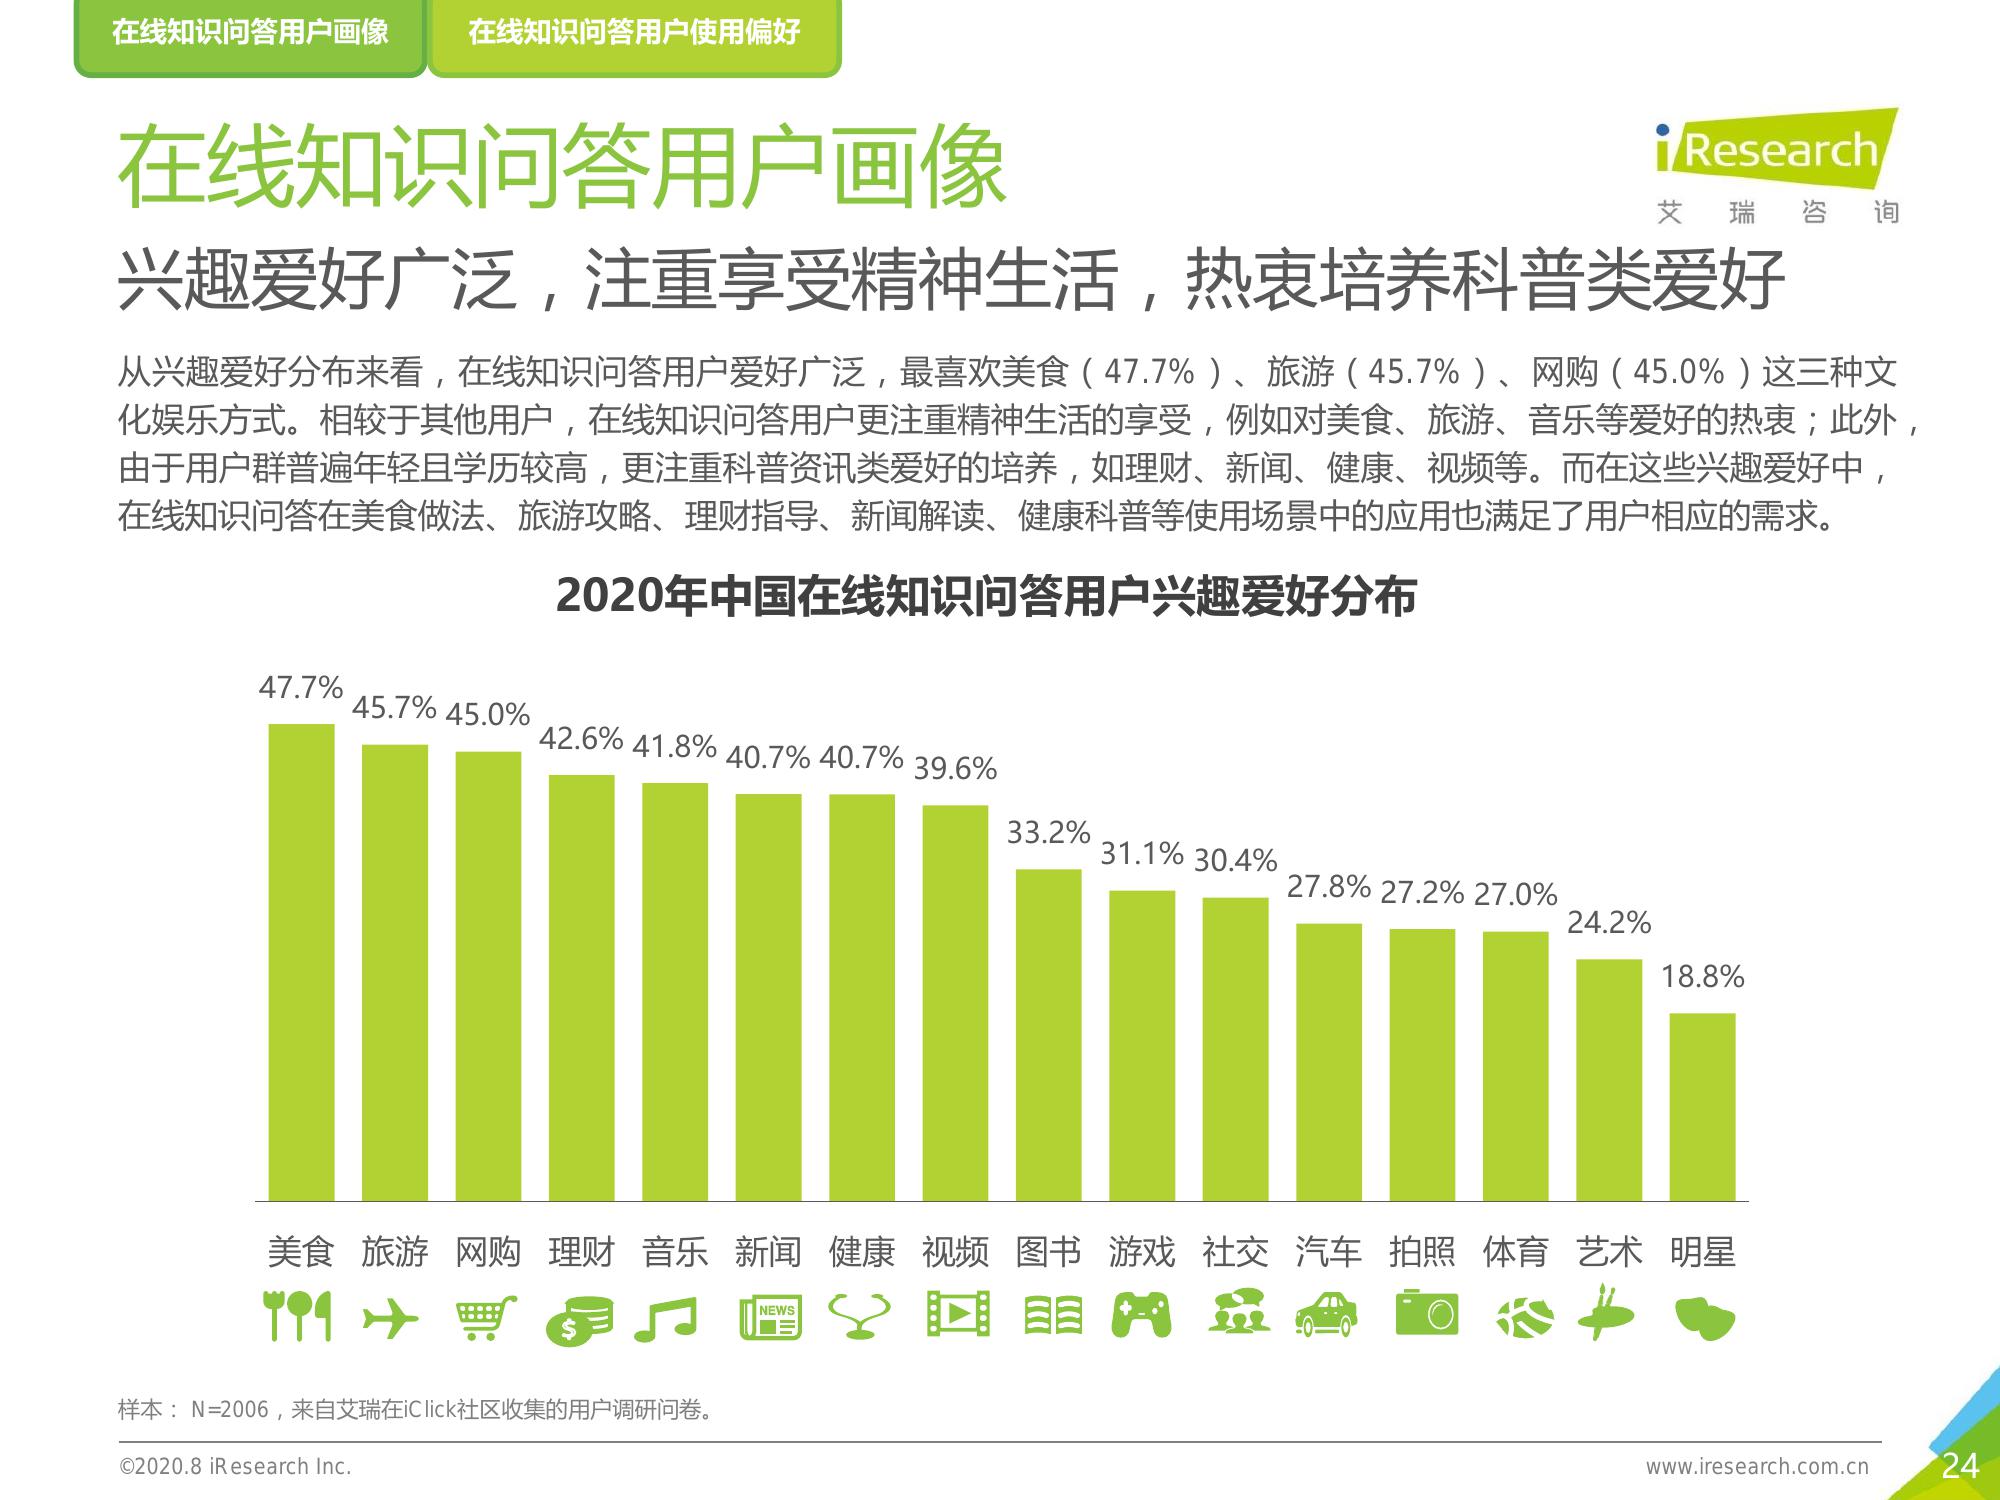 在线知识问答用户画像
在线知识问答用户使用偏好
在线知识问答用户画像
iResearch
艾瑞咨询
兴趣爱好广泛，注重享受精神生活，热衷培养科普类爱好
从兴趣爱好分布来看，在线知识问答用户爱好广泛，最喜欢美食（47.7%）、旅游（45.7%）、网购（45.0%）这三种文
化娱乐方式。相较于其他用户，在线知识问答用户更注重精神生活的享受，例如对美食、旅游、音乐等爱好的热衷；此外，
由于用户群普遍年轻且学历较高，更注重科普资讯类爱好的培养，如理财、新闻、健康、视频等。而在这些兴趣爱好中，
在线知识问答在美食做法、旅游攻略、理财指导、新闻解读、健康科普等使用场景中的应用也满足了用户相应的需求。
2020年中国在线知识问答用户兴趣爱好分布
47.7% 45.7% 45.0% 42.6% 41.8% 40.7% 40.7% 39.6% 33.2% 31.1% 30.4% 27.8% 27.2% 27.0% 24.2% 18.8%
美食 旅游 网购 理财 音乐 新闻 健康 视频 图书 游戏 社交 汽车 拍照 体育 艺术 明星
$ NEWS
样本：N=2006，来自艾瑞在iClick社区收集的用户调研问卷。
©2020.8 iResearch Inc.
www.iresearch.com.cn
24